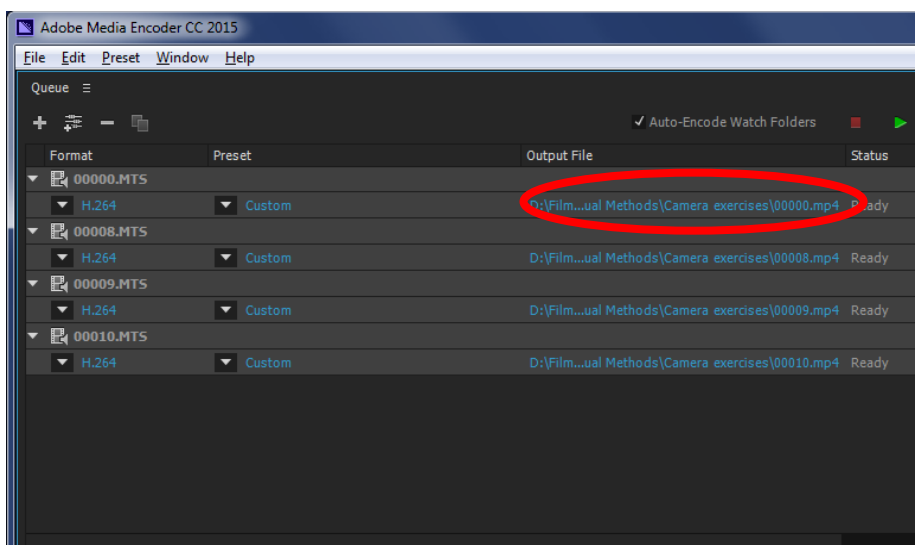 Adobe Media Encoder CC 2015
File Edit Preset Window Help
Queue
Auto-Encode Watch Folders
Format Preset Output File Status
00000.MTS
H.264 Custom D:\Film...ual Methods\Camera exercises\00000.mp4 Ready
00008.MTS
H.264 Custom D:\Film...ual Methods\Camera exercises\00008.mp4 Ready
00009.MTS
H.264 Custom D:\Film...ual Methods\Camera exercises\00009.mp4 Ready
00010.MTS
H.264 Custom D:\Film...ual Methods\Camera exercises\00010.mp4 Ready